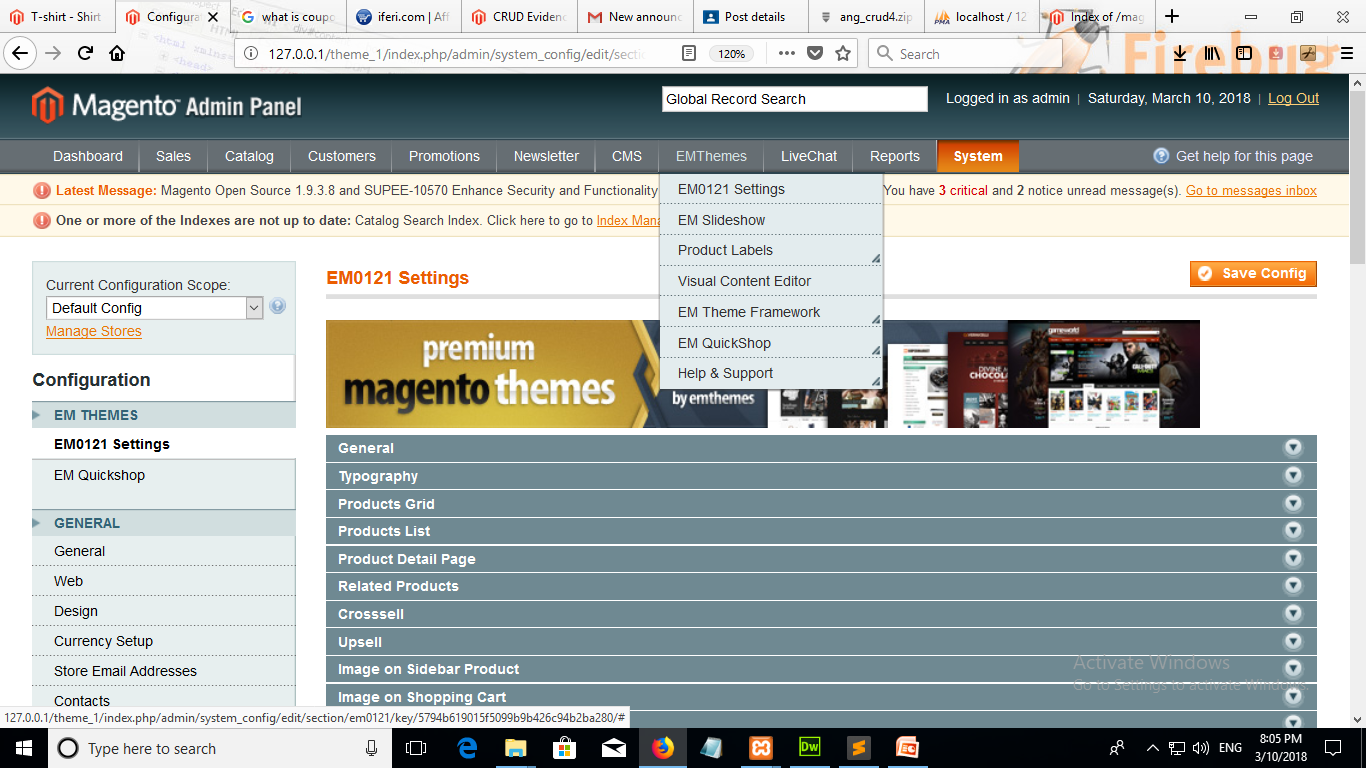 T-shirt - Shirt
Configura
what is coupo
iferi.com | Aff
CRUD Evidenc
New announc
Post details
ang_crud4.zip
localhost / 12
Index of /mag
127.0.0.1/theme_1/index.php/admin/system_config/edit/secti
120%
Search
Firebug
Magento Admin Panel
Global Record Search
Logged in as admin | Saturday, March 10, 2018 | Log Out
Dashboard Sales Catalog Customers Promotions Newsletter CMS EMThemes LiveChat Reports System
Get help for this page
Latest Message: Magento Open Source 1.9.3.8 and SUPEE-10570 Enhance Security and Functionality
You have 3 critical and 2 notice unread message(s). Go to messages inbox
One or more of the Indexes are not up to date: Catalog Search Index. Click here to go to Index Mana
EM0121 Settings
EM Slideshow
Product Labels
Visual Content Editor
EM Theme Framework
EM QuickShop
Help & Support
Current Configuration Scope:
Default Config
Manage Stores
Configuration
EM THEMES
EM0121 Settings
EM Quickshop
GENERAL
General
Web
Design
Currency Setup
Store Email Addresses
Contacts
EM0121 Settings
Save Config
premium
magento themes
by emthemes
DIVINE
CHOCOL
gameworld
General
Typography
Products Grid
Products List
Product Detail Page
Related Products
Crosssell
Upsell
Image on Sidebar Product
Image on Shopping Cart
Activate Windows
Go to Settings to activate Windows.
127.0.0.1/theme_1/index.php/admin/system_config/edit/section/em0121/key/5794b619015f5099b9b426c94b2ba280/#
Type here to search
Dw
ENG
8:05 PM
3/10/2018